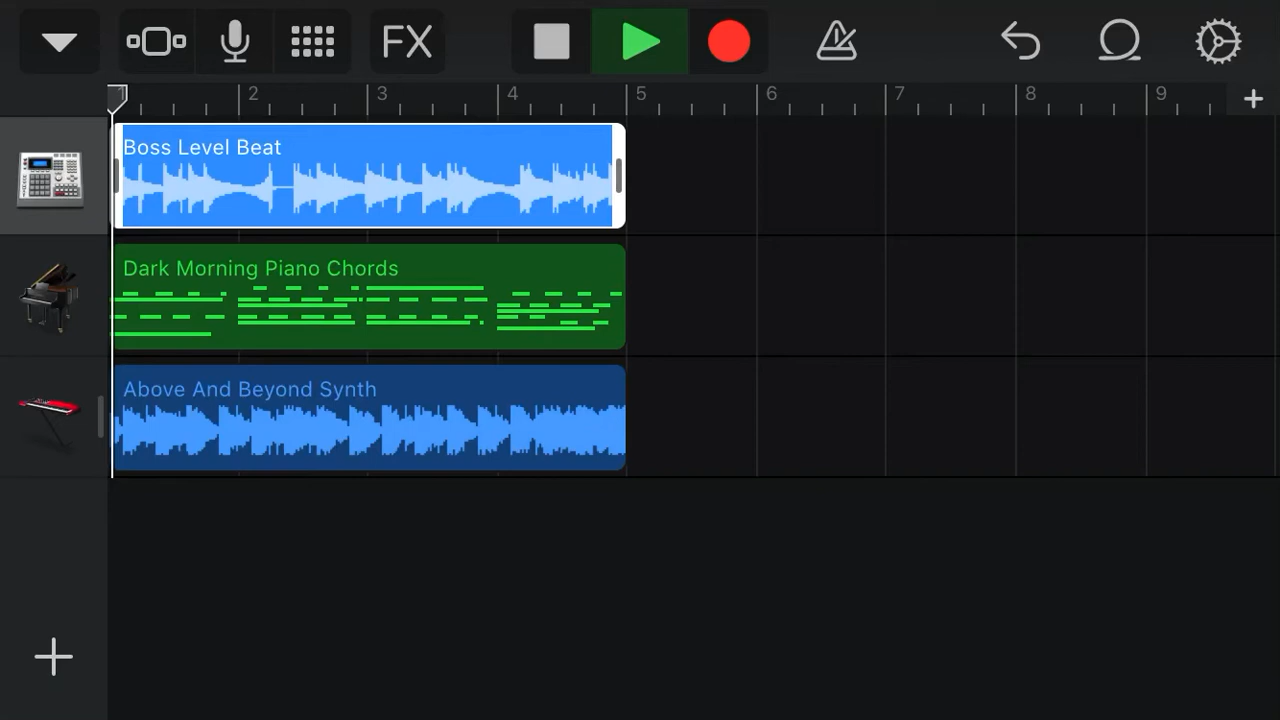 FX
1 2 3 4 5 6 7 8 9
Boss Level Beat
Dark Morning Piano Chords
Above And Beyond Synth